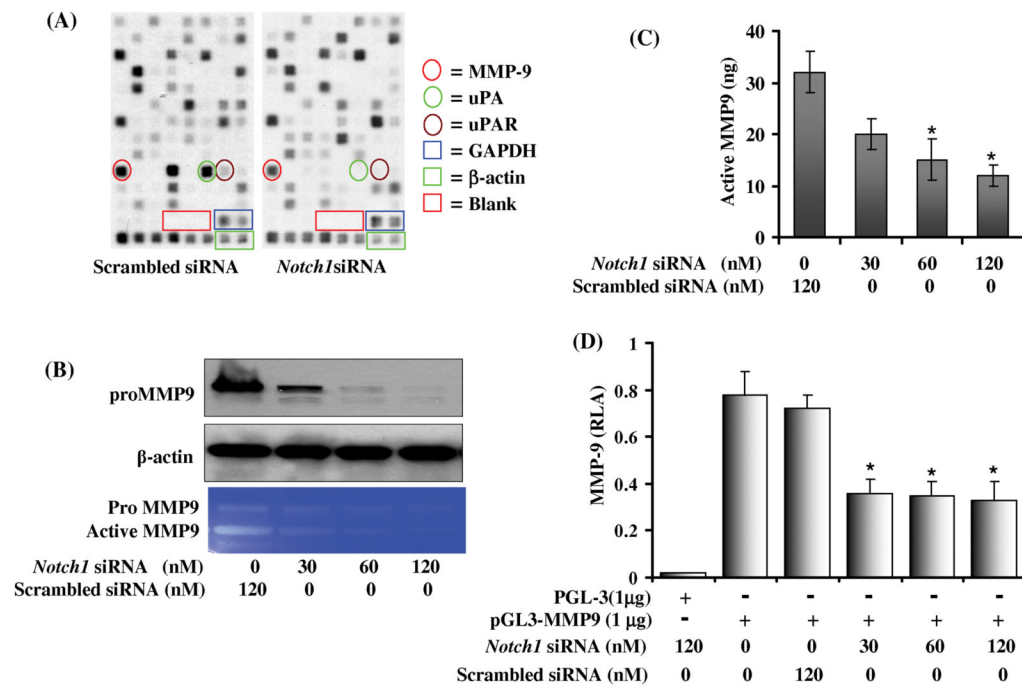 (A)
= MMP-9
= uPA
= uPAR
= GAPDH
= β-actin
= Blank
Scrambled siRNA Notch1siRNA
(B)
proMMP9
β-actin
Pro MMP9
Active MMP9
Notch1 siRNA (nM) 0 30 60 120
Scrambled siRNA (nM) 120 0 0 0
(C)
Active MMP9 (ng)
40
30
20
10
0
* *
Notch1 siRNA (nM) 0 30 60 120
Scrambled siRNA (nM) 120 0 0 0
(D)
MMP-9 (RLA)
1
0.8
0.6
0.4
0.2
0
* * *
PGL-3(1µg) + - - - - -
pGL3-MMP9 (1 µg) - + + + + +
Notch1 siRNA (nM) 120 0 0 30 60 120
Scrambled siRNA (nM) 0 0 120 0 0 0